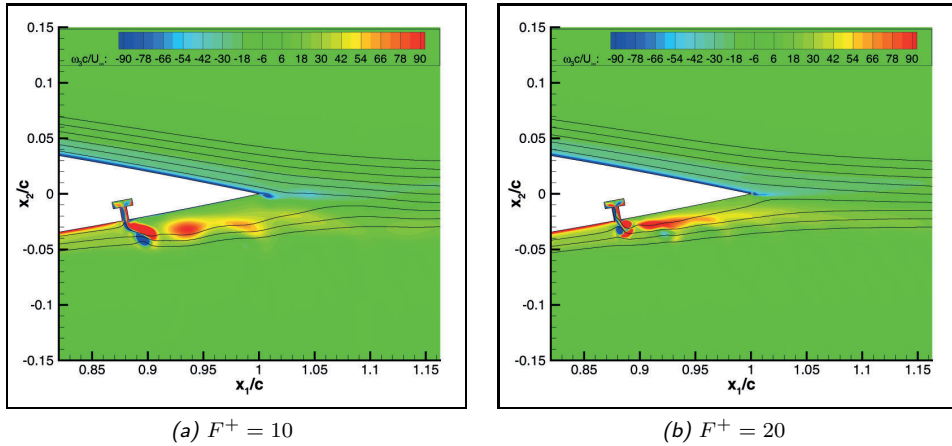 0.15
ω₃c/U∞: -90 -78 -66 -54 -42 -30 -18 -6 6 18 30 42 54 66 78 90
0.1
0.05
x₂/c
0
-0.05
-0.1
-0.15
0.85 0.9 0.95 1 1.05 1.1 1.15
x₁/c
(a) F⁺ = 10
0.15
ω₃c/U∞: -90 -78 -66 -54 -42 -30 -18 -6 6 18 30 42 54 66 78 90
0.1
0.05
x₂/c
0
-0.05
-0.1
-0.15
0.85 0.9 0.95 1 1.05 1.1 1.15
x₁/c
(b) F⁺ = 20